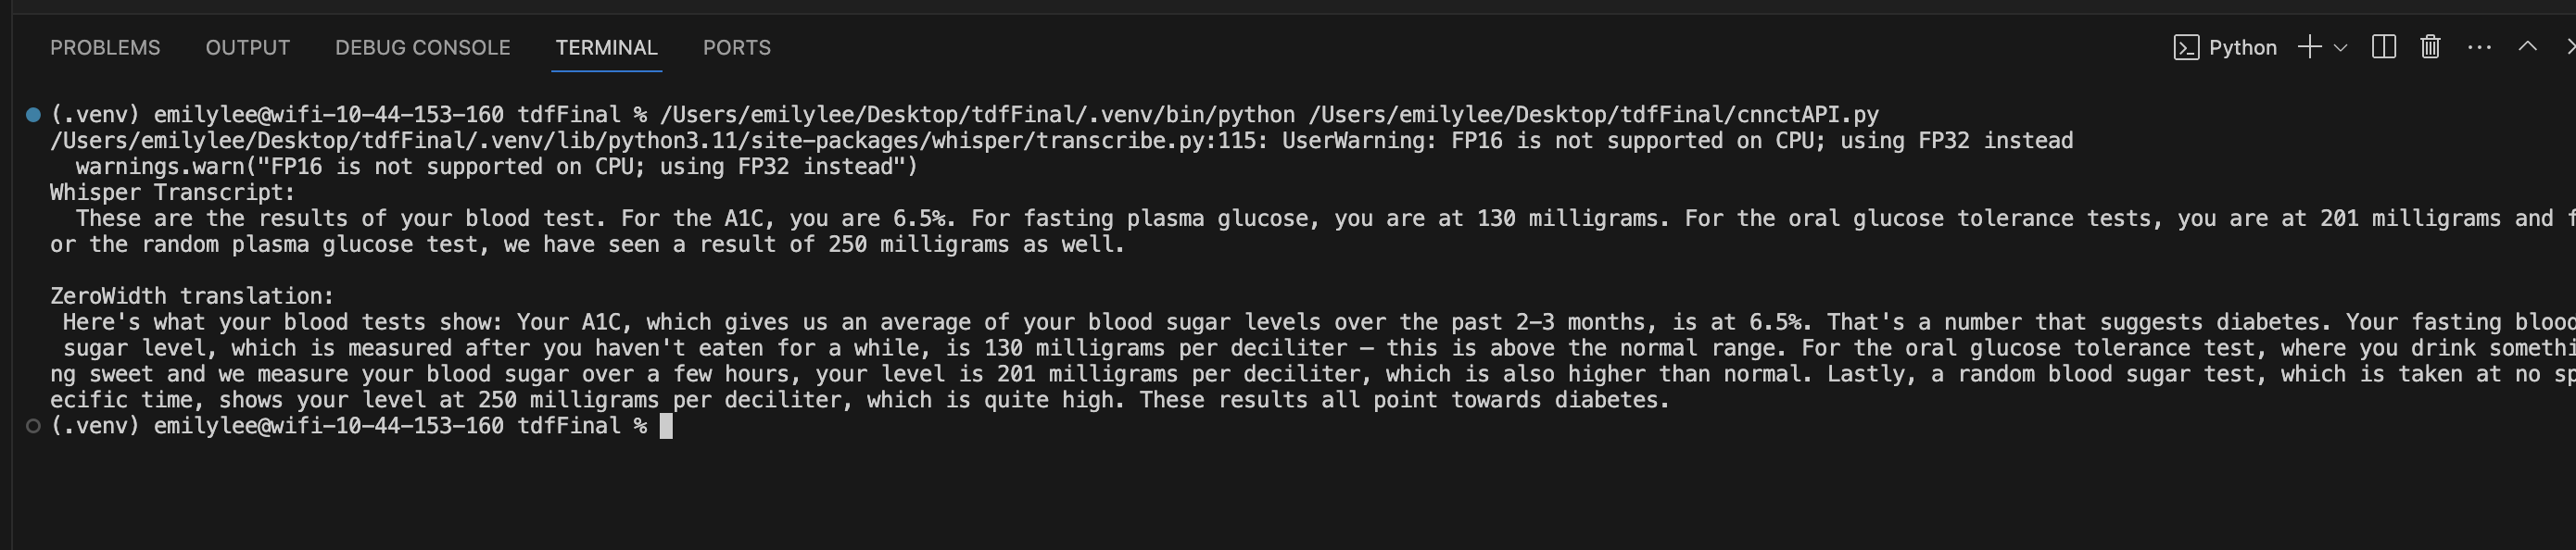 PROBLEMS OUTPUT DEBUG CONSOLE TERMINAL PORTS Python
(.venv) emilylee@wifi-10-44-153-160 tdfFinal % /Users/emilylee/Desktop/tdfFinal/.venv/bin/python /Users/emilylee/Desktop/tdfFinal/cnnctAPI.py
/Users/emilylee/Desktop/tdfFinal/.venv/lib/python3.11/site-packages/whisper/transcribe.py:115: UserWarning: FP16 is not supported on CPU; using FP32 instead
warnings.warn("FP16 is not supported on CPU; using FP32 instead")
Whisper Transcript:
These are the results of your blood test. For the A1C, you are 6.5%. For fasting plasma glucose, you are at 130 milligrams. For the oral glucose tolerance tests, you are at 201 milligrams and f
or the random plasma glucose test, we have seen a result of 250 milligrams as well.
ZeroWidth translation:
Here's what your blood tests show: Your A1C, which gives us an average of your blood sugar levels over the past 2-3 months, is at 6.5%. That's a number that suggests diabetes. Your fasting blood
sugar level, which is measured after you haven't eaten for a while, is 130 milligrams per deciliter — this is above the normal range. For the oral glucose tolerance test, where you drink somethi
ng sweet and we measure your blood sugar over a few hours, your level is 201 milligrams per deciliter, which is also higher than normal. Lastly, a random blood sugar test, which is taken at no sp
ecific time, shows your level at 250 milligrams per deciliter, which is quite high. These results all point towards diabetes.
(.venv) emilylee@wifi-10-44-153-160 tdfFinal %